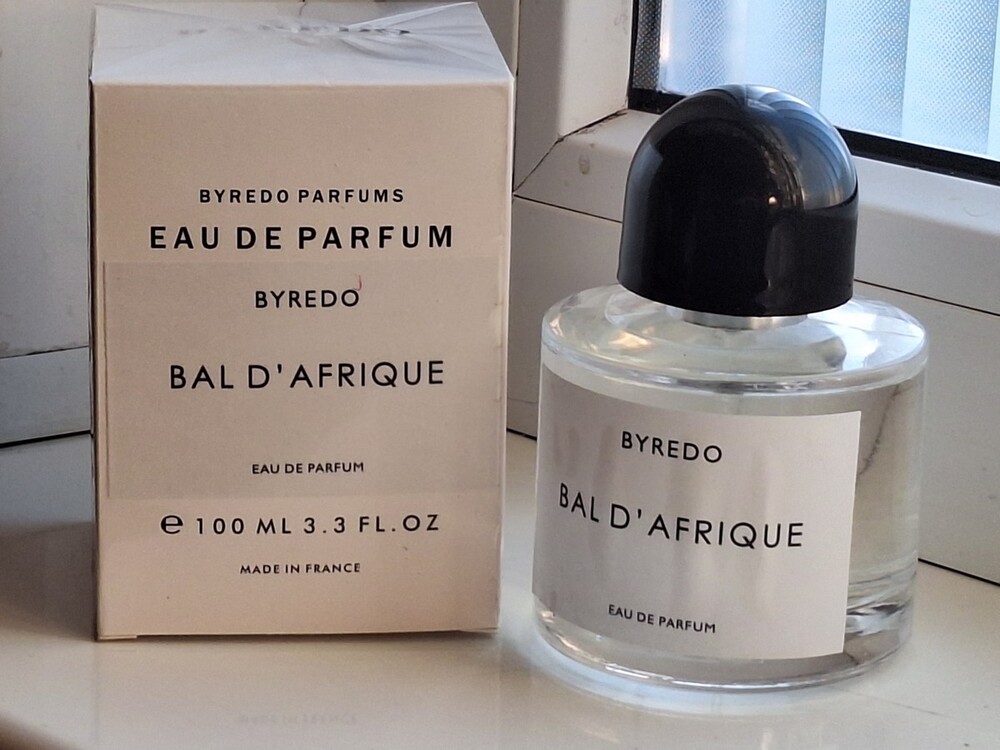 BYREDO PARFUMS
EAU DE PARFUM
BYREDO
BAL D'AFRIQUE
EAU DE PARFUM
℮ 100 ML 3.3 FL.OZ
MADE IN FRANCE
BYREDO
BAL D'AFRIQUE
EAU DE PARFUM